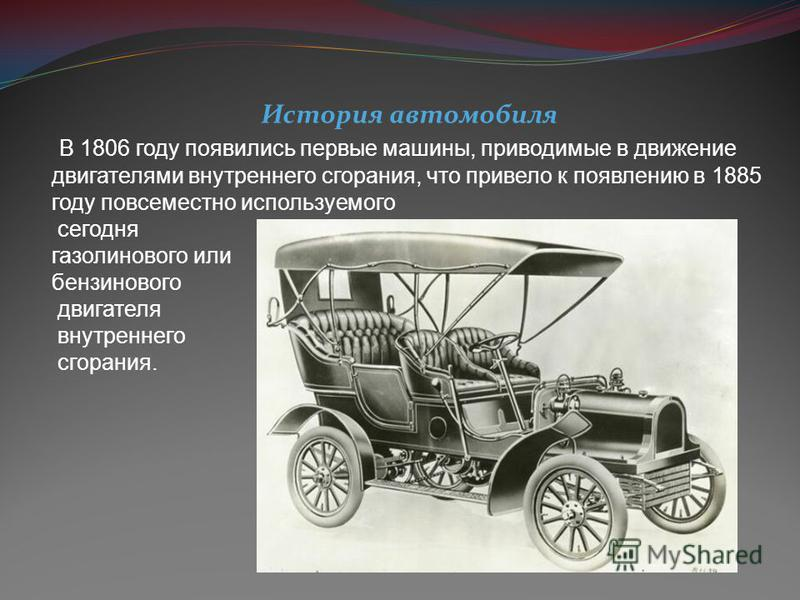 История автомобиля
В 1806 году появились первые машины, приводимые в движение
двигателями внутреннего сгорания, что привело к появлению в 1885
году повсеместно используемого
сегодня
газолинового или
бензинового
двигателя
внутреннего
сгорания.
MyShared